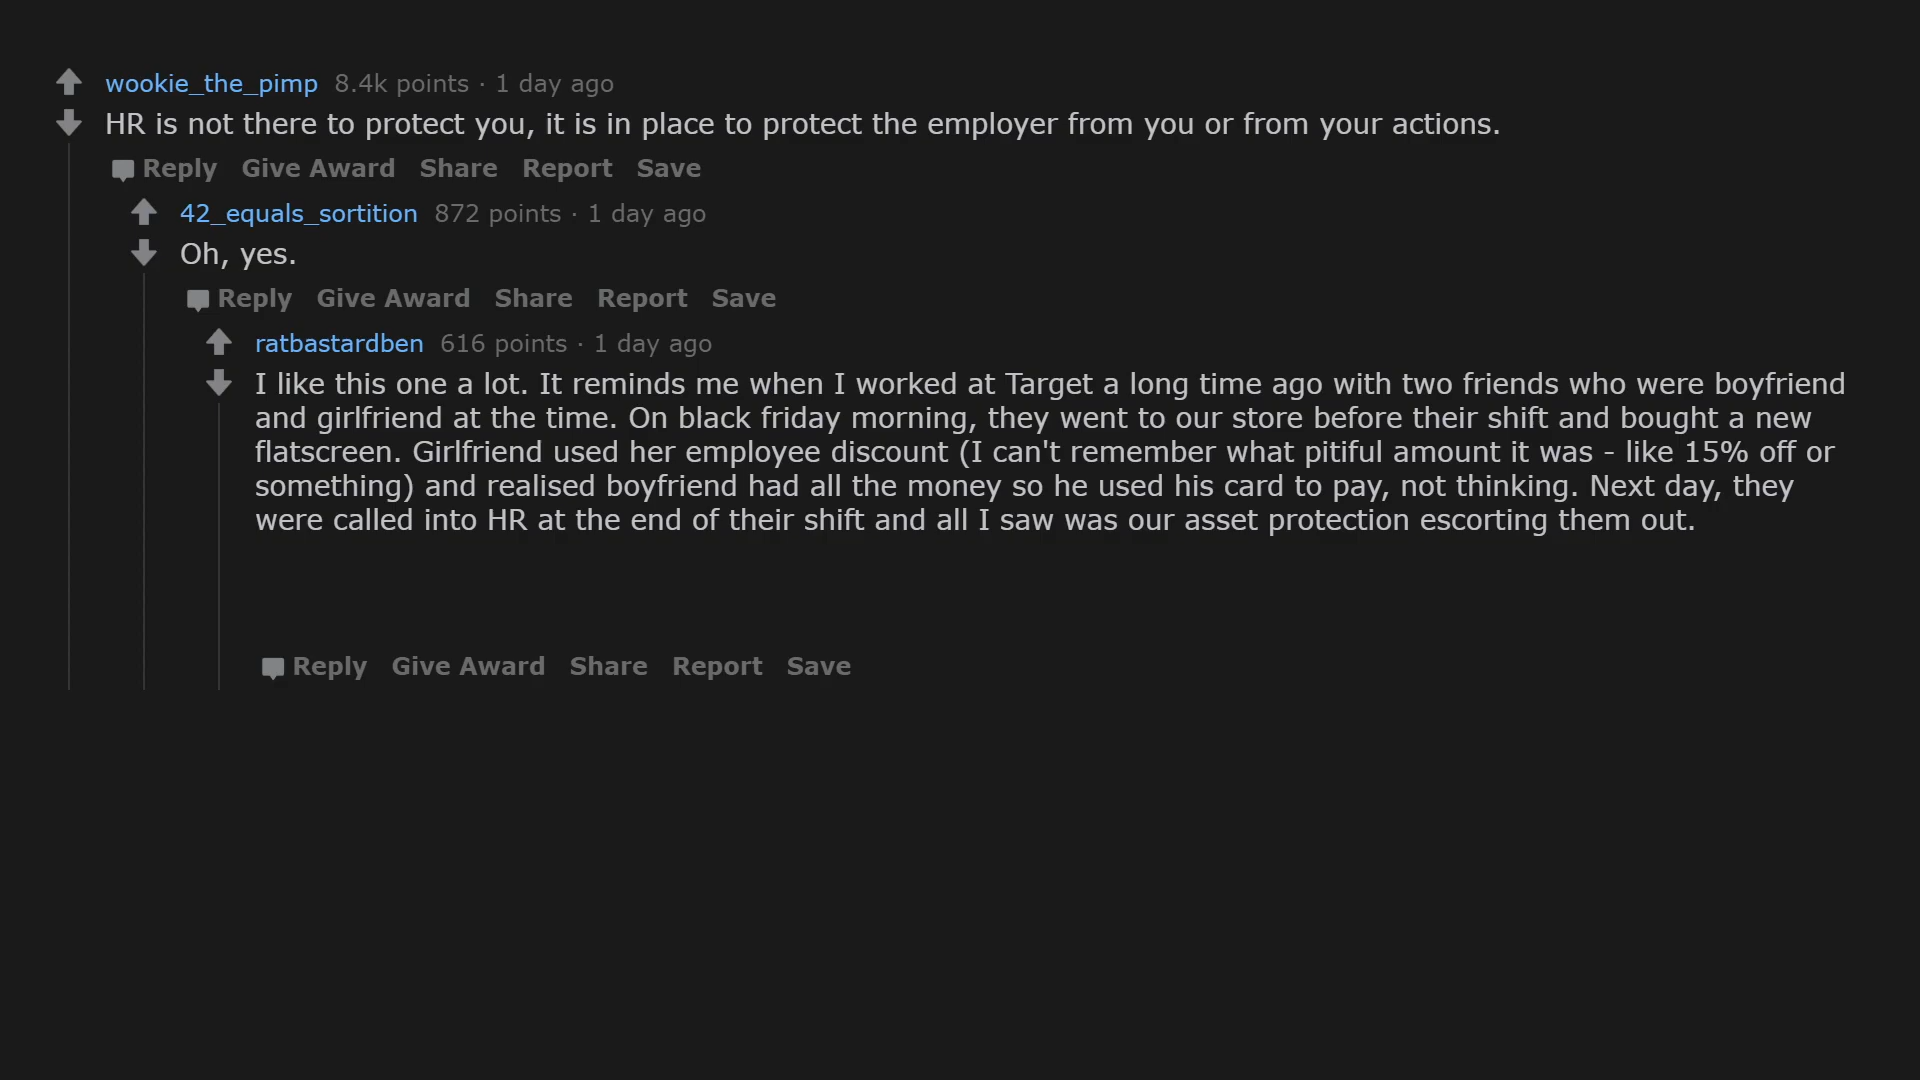 wookie_the_pimp 8.4k points · 1 day ago
HR is not there to protect you, it is in place to protect the employer from you or from your actions.
Reply Give Award Share Report Save
42_equals_sortition 872 points · 1 day ago
Oh, yes.
Reply Give Award Share Report Save
ratbastardben 616 points · 1 day ago
I like this one a lot. It reminds me when I worked at Target a long time ago with two friends who were boyfriend
and girlfriend at the time. On black friday morning, they went to our store before their shift and bought a new
flatscreen. Girlfriend used her employee discount (I can't remember what pitiful amount it was - like 15% off or
something) and realised boyfriend had all the money so he used his card to pay, not thinking. Next day, they
were called into HR at the end of their shift and all I saw was our asset protection escorting them out.
Reply Give Award Share Report Save